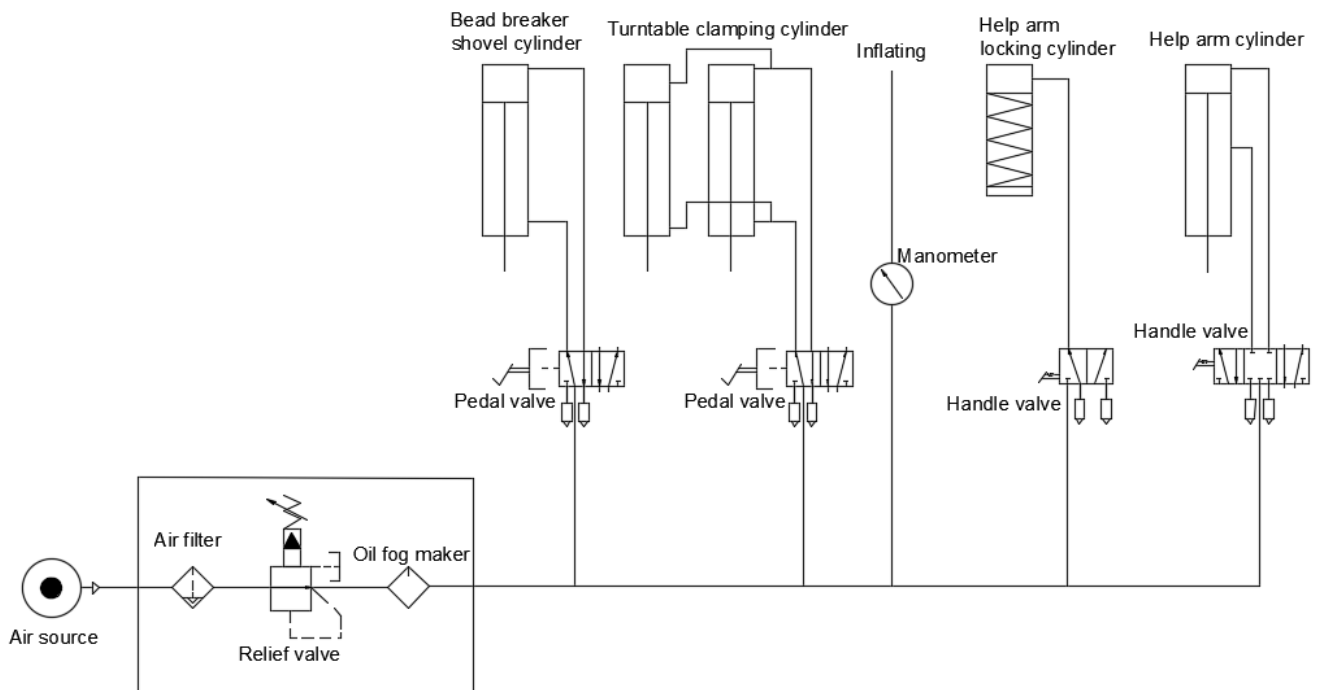 Bead breaker
shovel cylinder
Turntable clamping cylinder
Inflating
Help arm
locking cylinder
Help arm cylinder
Manometer
Handle valve
Pedal valve
Pedal valve
Handle valve
Air filter
Oil fog maker
Air source
Relief valve